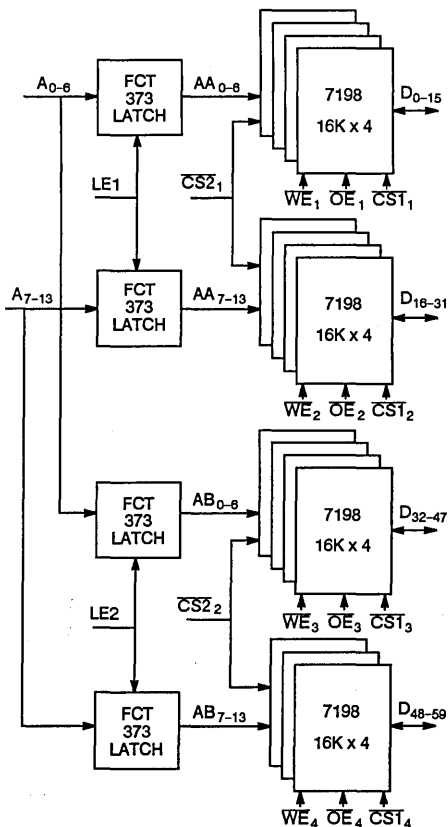 A0–6
FCT
373
LATCH
AA0–6
7198
16K x 4
D0–15
LE1
CS21
WE1 OE1 CS11
A7–13
FCT
373
LATCH
AA7–13
7198
16K x 4
D16–31
WE2 OE2 CS12
FCT
373
LATCH
AB0–6
7198
16K x 4
D32–47
LE2
CS22
WE3 OE3 CS13
FCT
373
LATCH
AB7–13
7198
16K x 4
D48–59
WE4 OE4 CS14